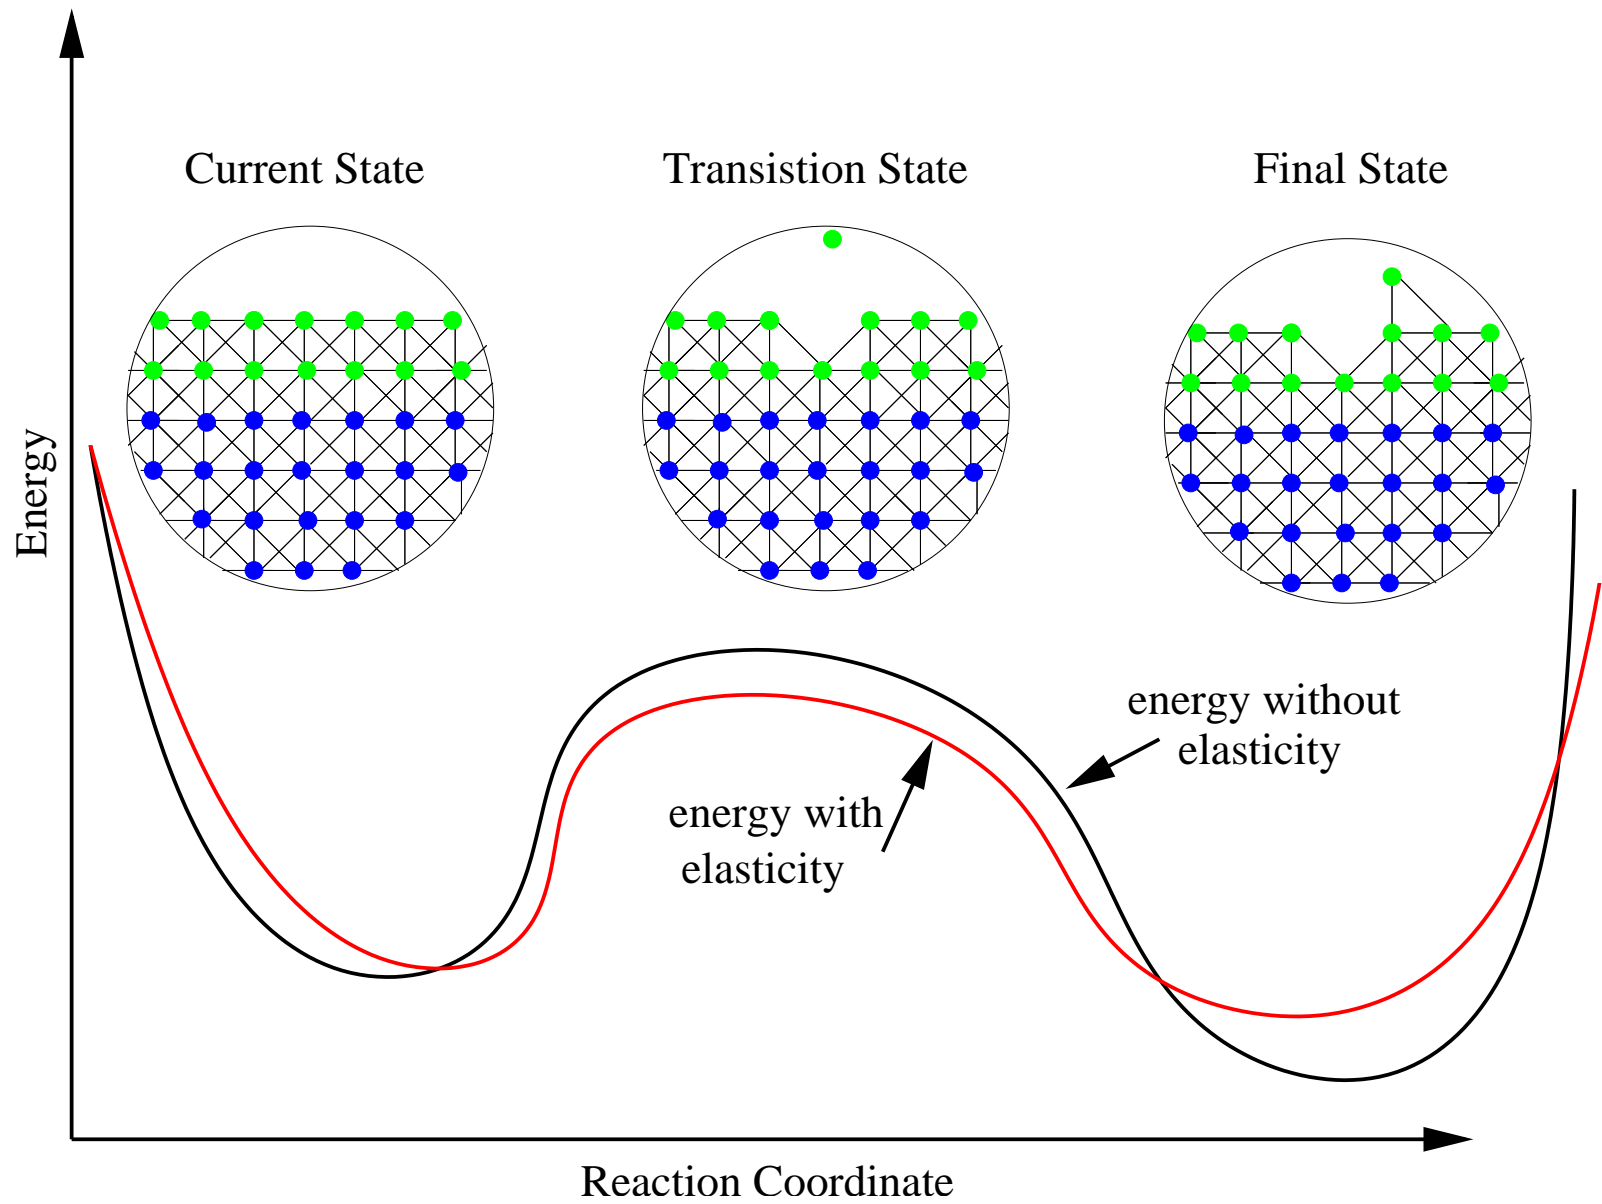 Current State
Transistion State
Final State
Energy
energy without
elasticity
energy with
elasticity
Reaction Coordinate